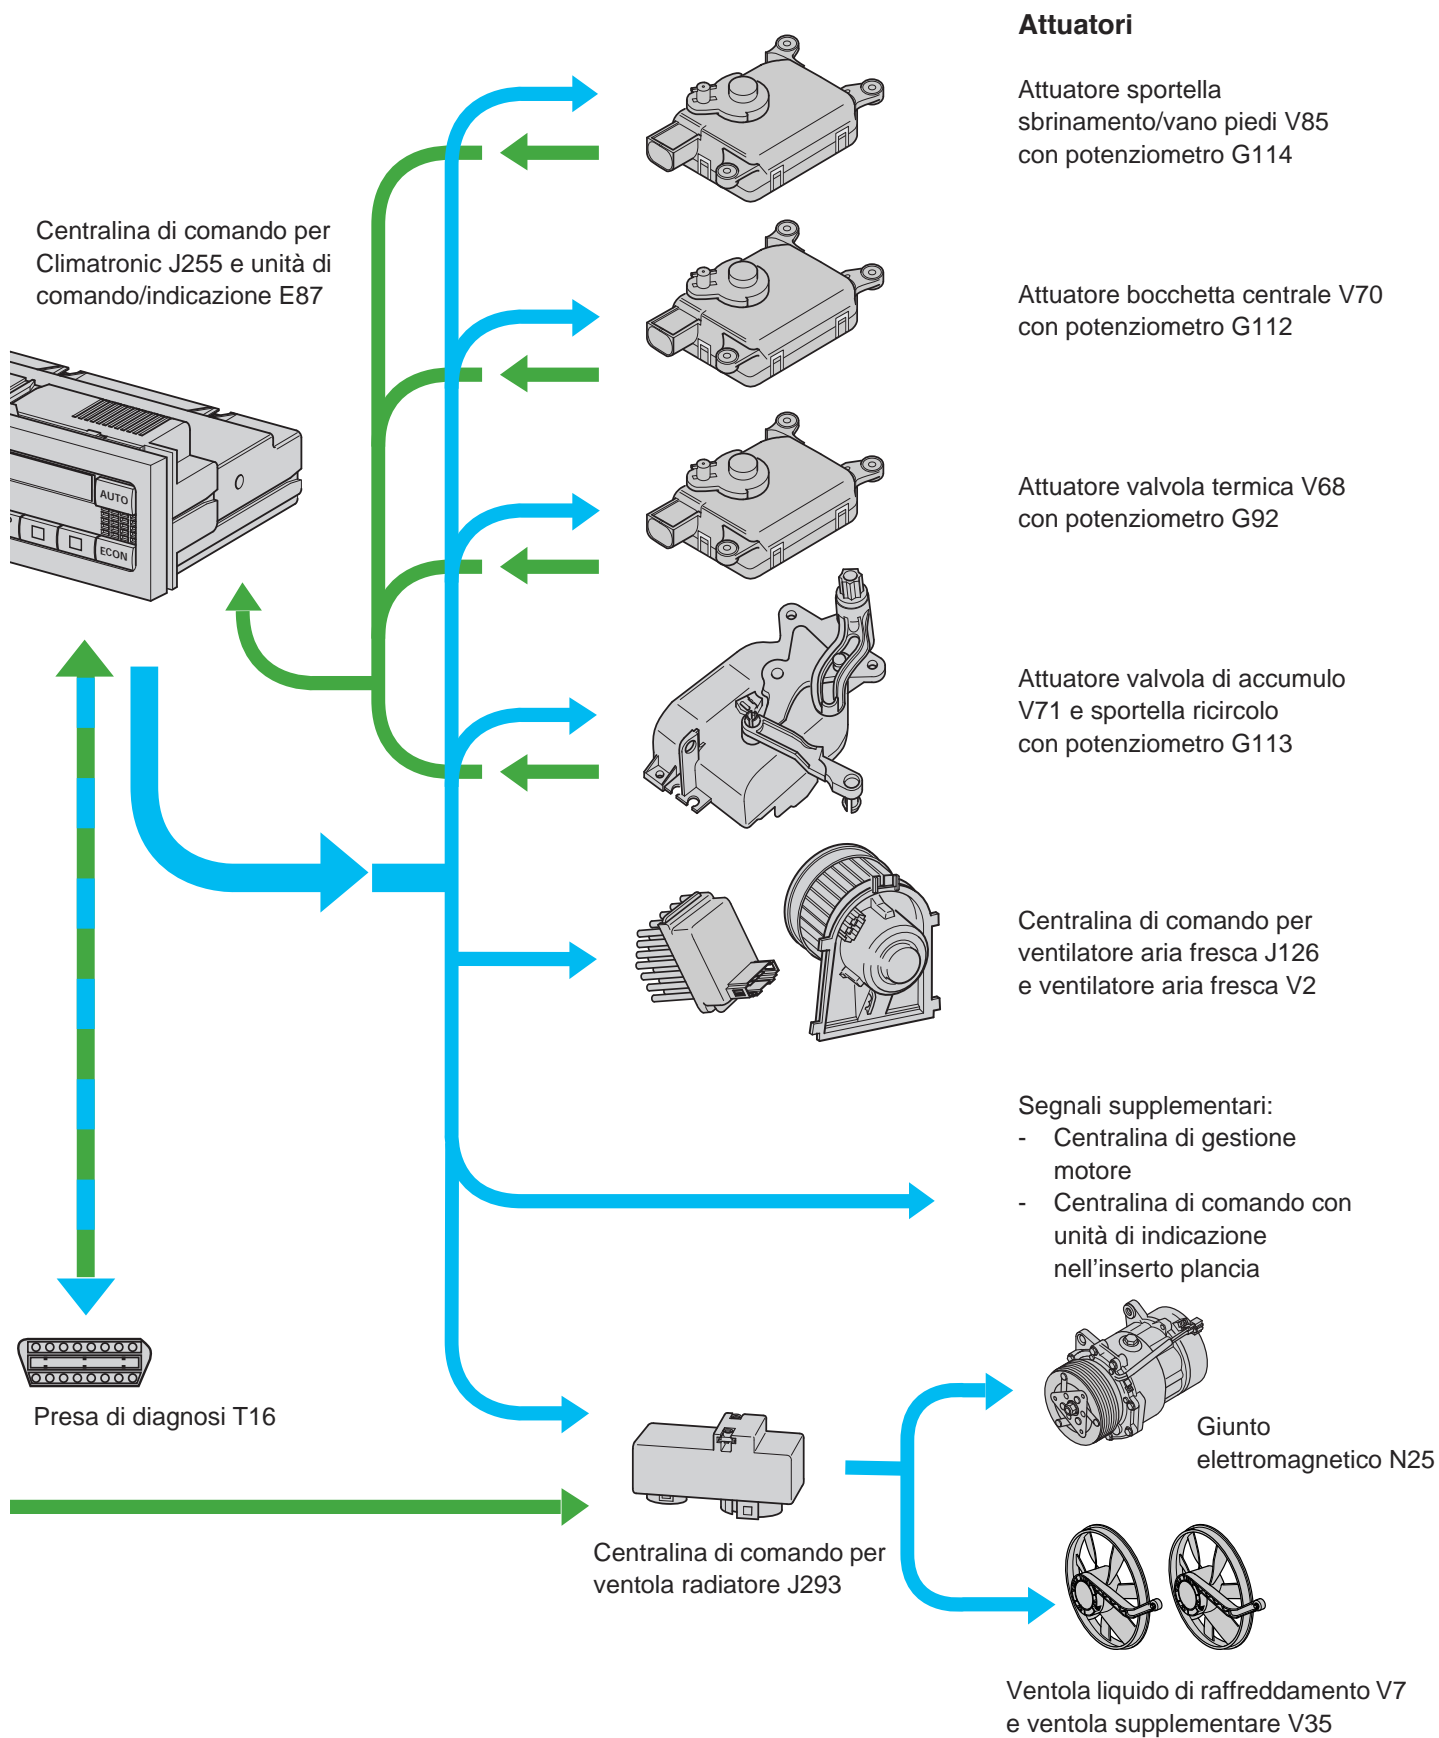 Attuatori
Attuatore sportella
sbrinamento/vano piedi V85
con potenziometro G114
Centralina di comando per
Climatronic J255 e unità di
comando/indicazione E87
Attuatore bocchetta centrale V70
con potenziometro G112
AUTO
ECON
Attuatore valvola termica V68
con potenziometro G92
Attuatore valvola di accumulo
V71 e sportella ricircolo
con potenziometro G113
Centralina di comando per
ventilatore aria fresca J126
e ventilatore aria fresca V2
Segnali supplementari:
- Centralina di gestione
motore
- Centralina di comando con
unità di indicazione
nell'inserto plancia
Presa di diagnosi T16
Giunto
elettromagnetico N25
Centralina di comando per
ventola radiatore J293
Ventola liquido di raffreddamento V7
e ventola supplementare V35